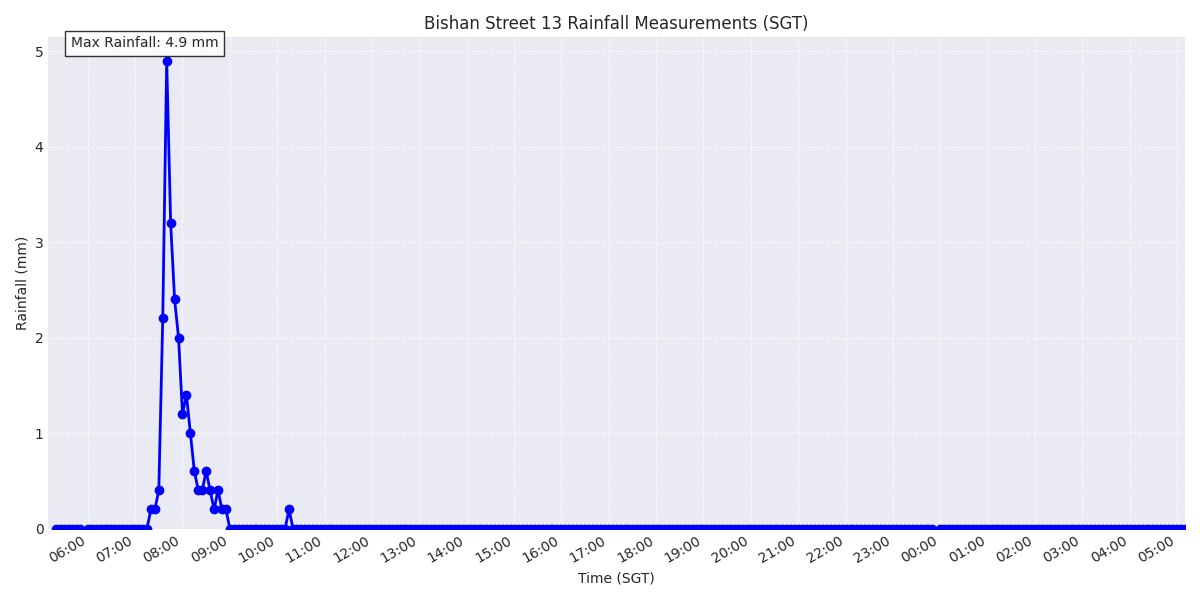 Bishan Street 13 Rainfall Measurements (SGT)
Max Rainfall: 4.9 mm
5
4
3
2
1
0
Rainfall (mm)
06:00 07:00 08:00 09:00 10:00 11:00 12:00 13:00 14:00 15:00 16:00 17:00 18:00 19:00 20:00 21:00 22:00 23:00 00:00 01:00 02:00 03:00 04:00 05:00
Time (SGT)